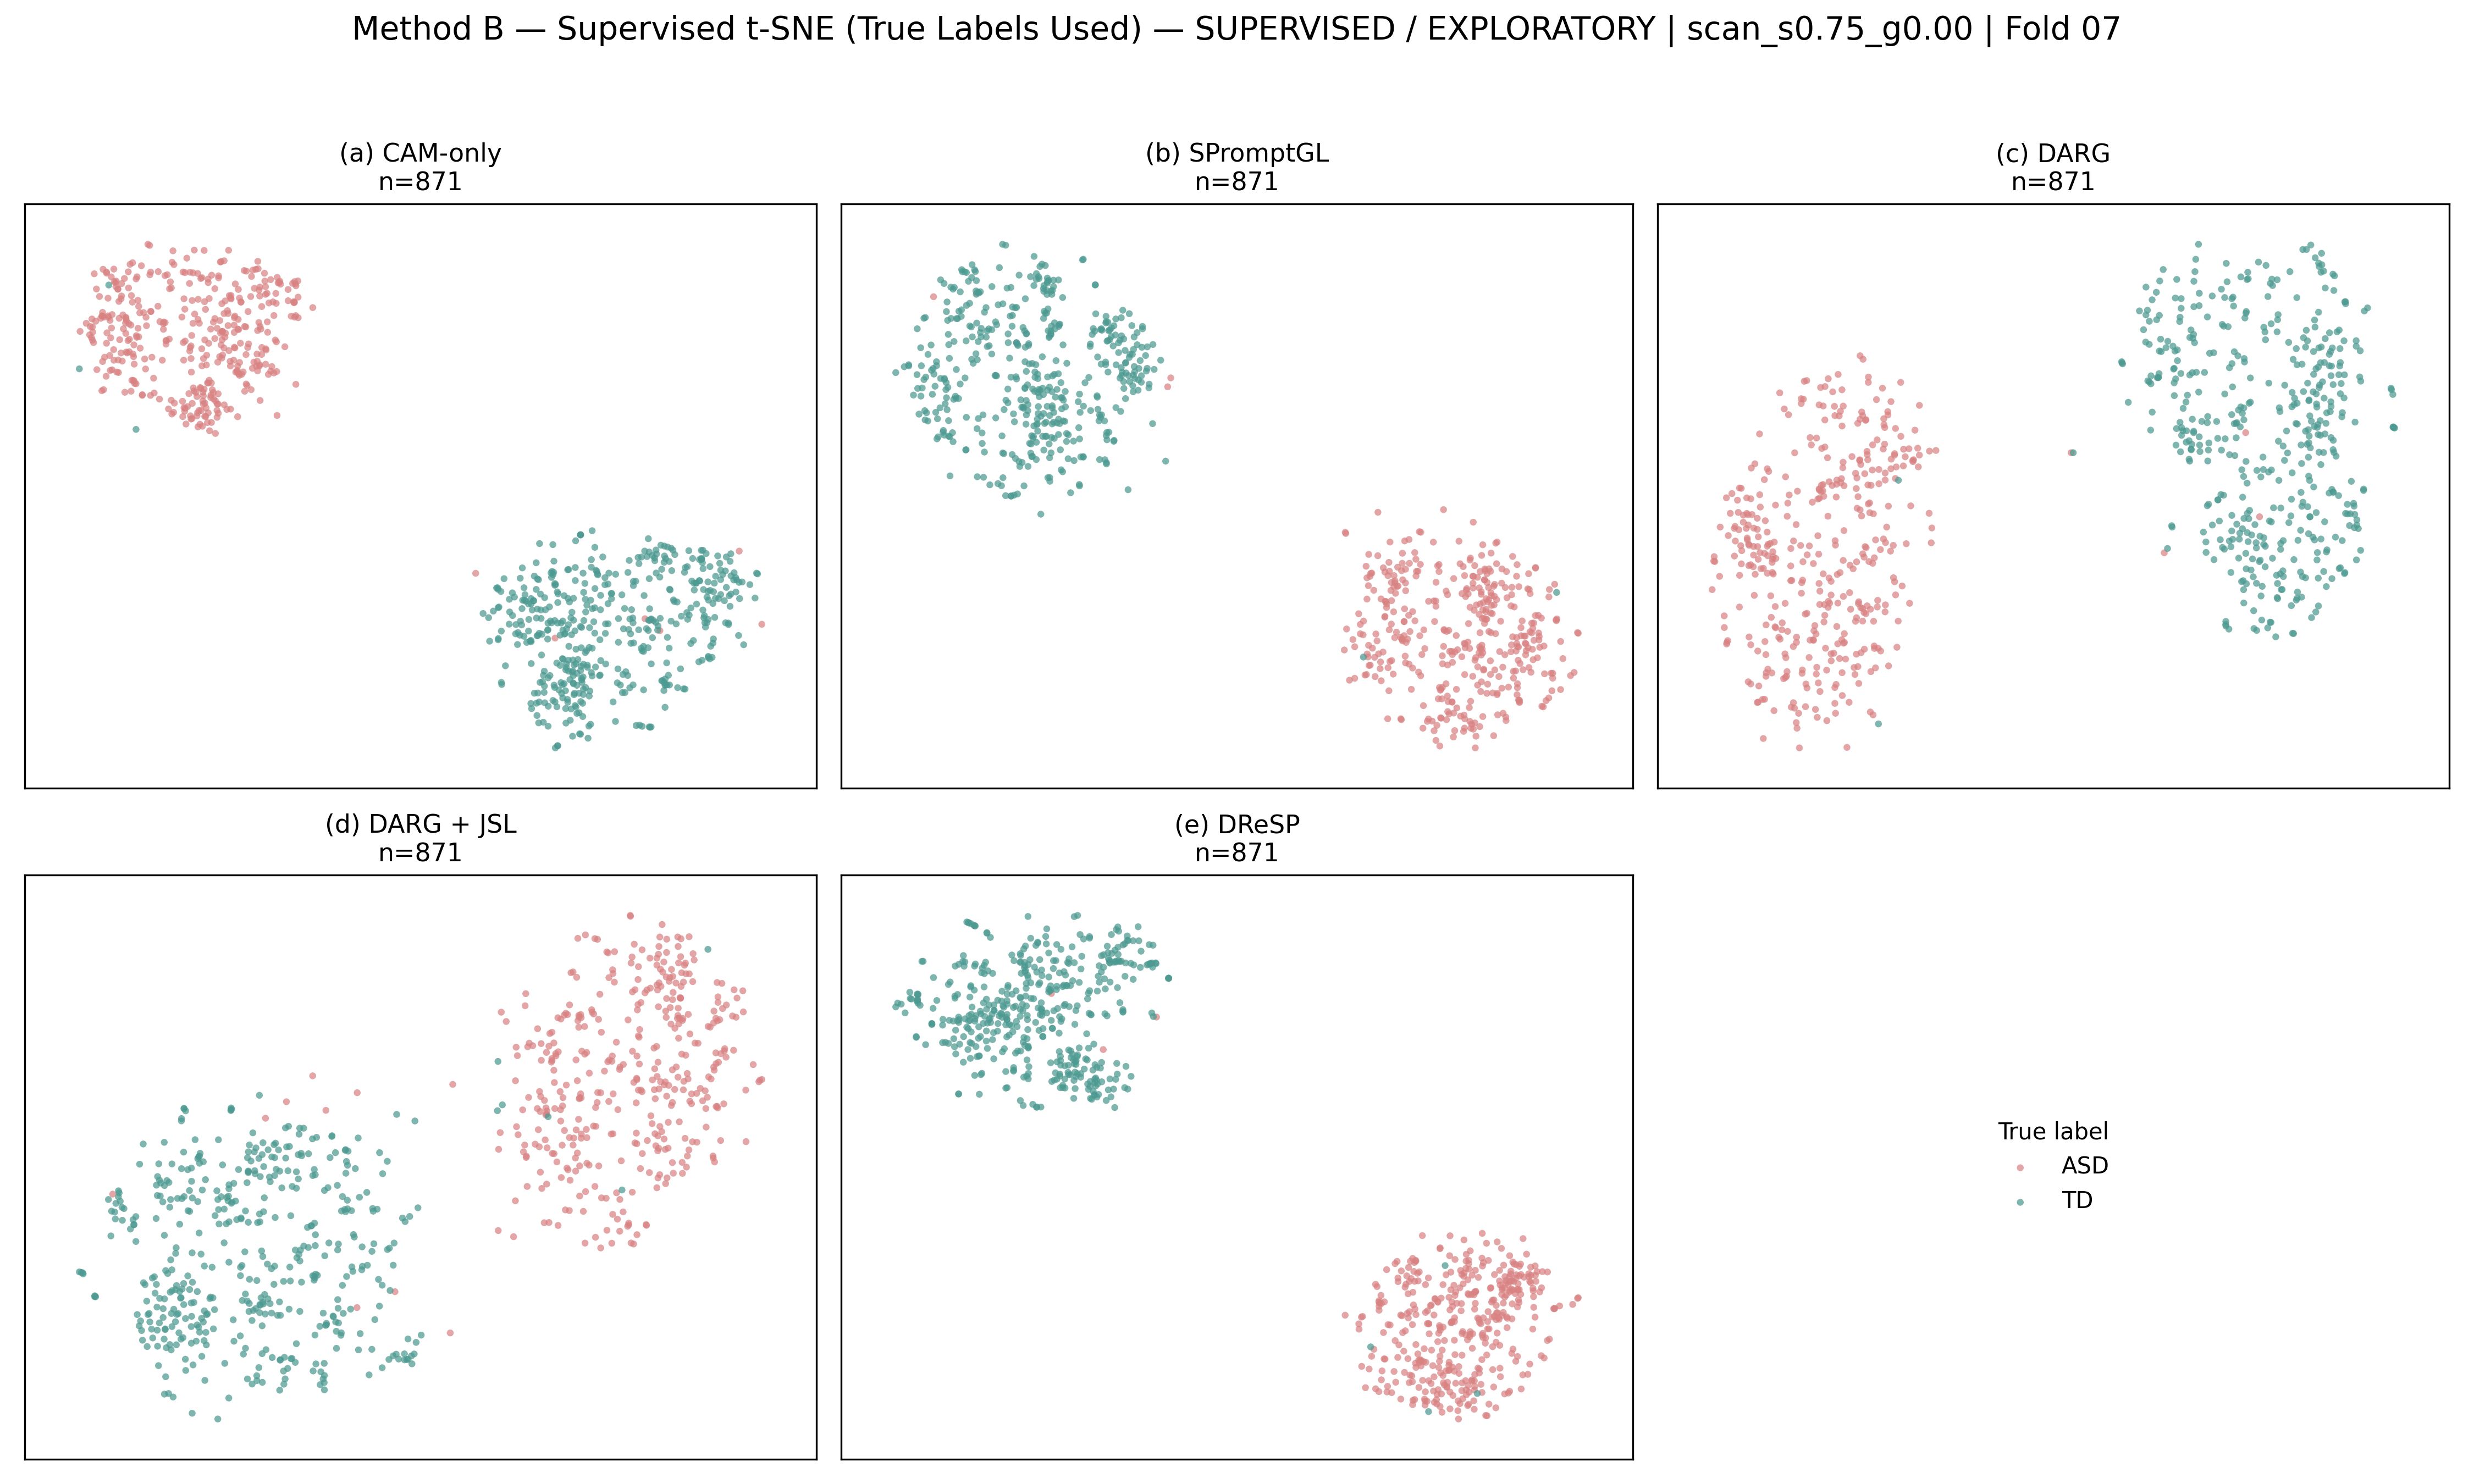 Method B — Supervised t-SNE (True Labels Used) — SUPERVISED / EXPLORATORY | scan_s0.75_g0.00 | Fold 07
(a) CAM-only
n=871
(b) SPromptGL
n=871
(c) DARG
n=871
(d) DARG + JSL
n=871
(e) DReSP
n=871
True label
ASD
TD